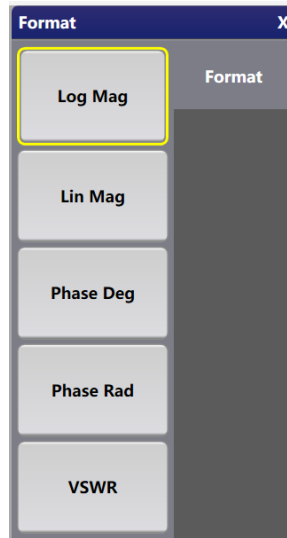 Format X
Format
Log Mag
Lin Mag
Phase Deg
Phase Rad
VSWR